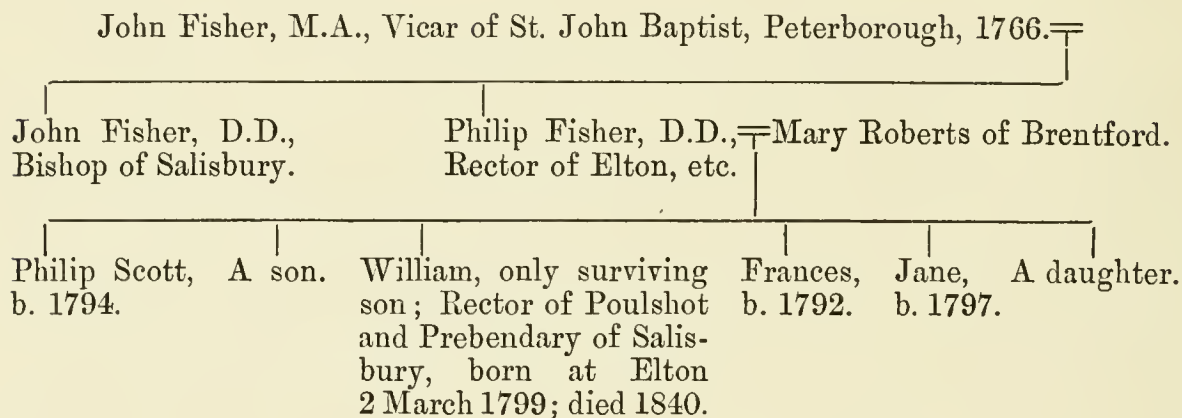 John Fisher, M.A., Vicar of St. John Baptist, Peterborough, 1766.
John Fisher, D.D.,
Bishop of Salisbury.
Philip Fisher, D.D.,
Rector of Elton, etc.
Mary Roberts of Brentford.
Philip Scott,
b. 1794.
A son.
William, only surviving
son; Rector of Poulshot
and Prebendary of Salis-
bury, born at Elton
2 March 1799; died 1840.
Frances,
b. 1792.
Jane,
b. 1797.
A daughter.